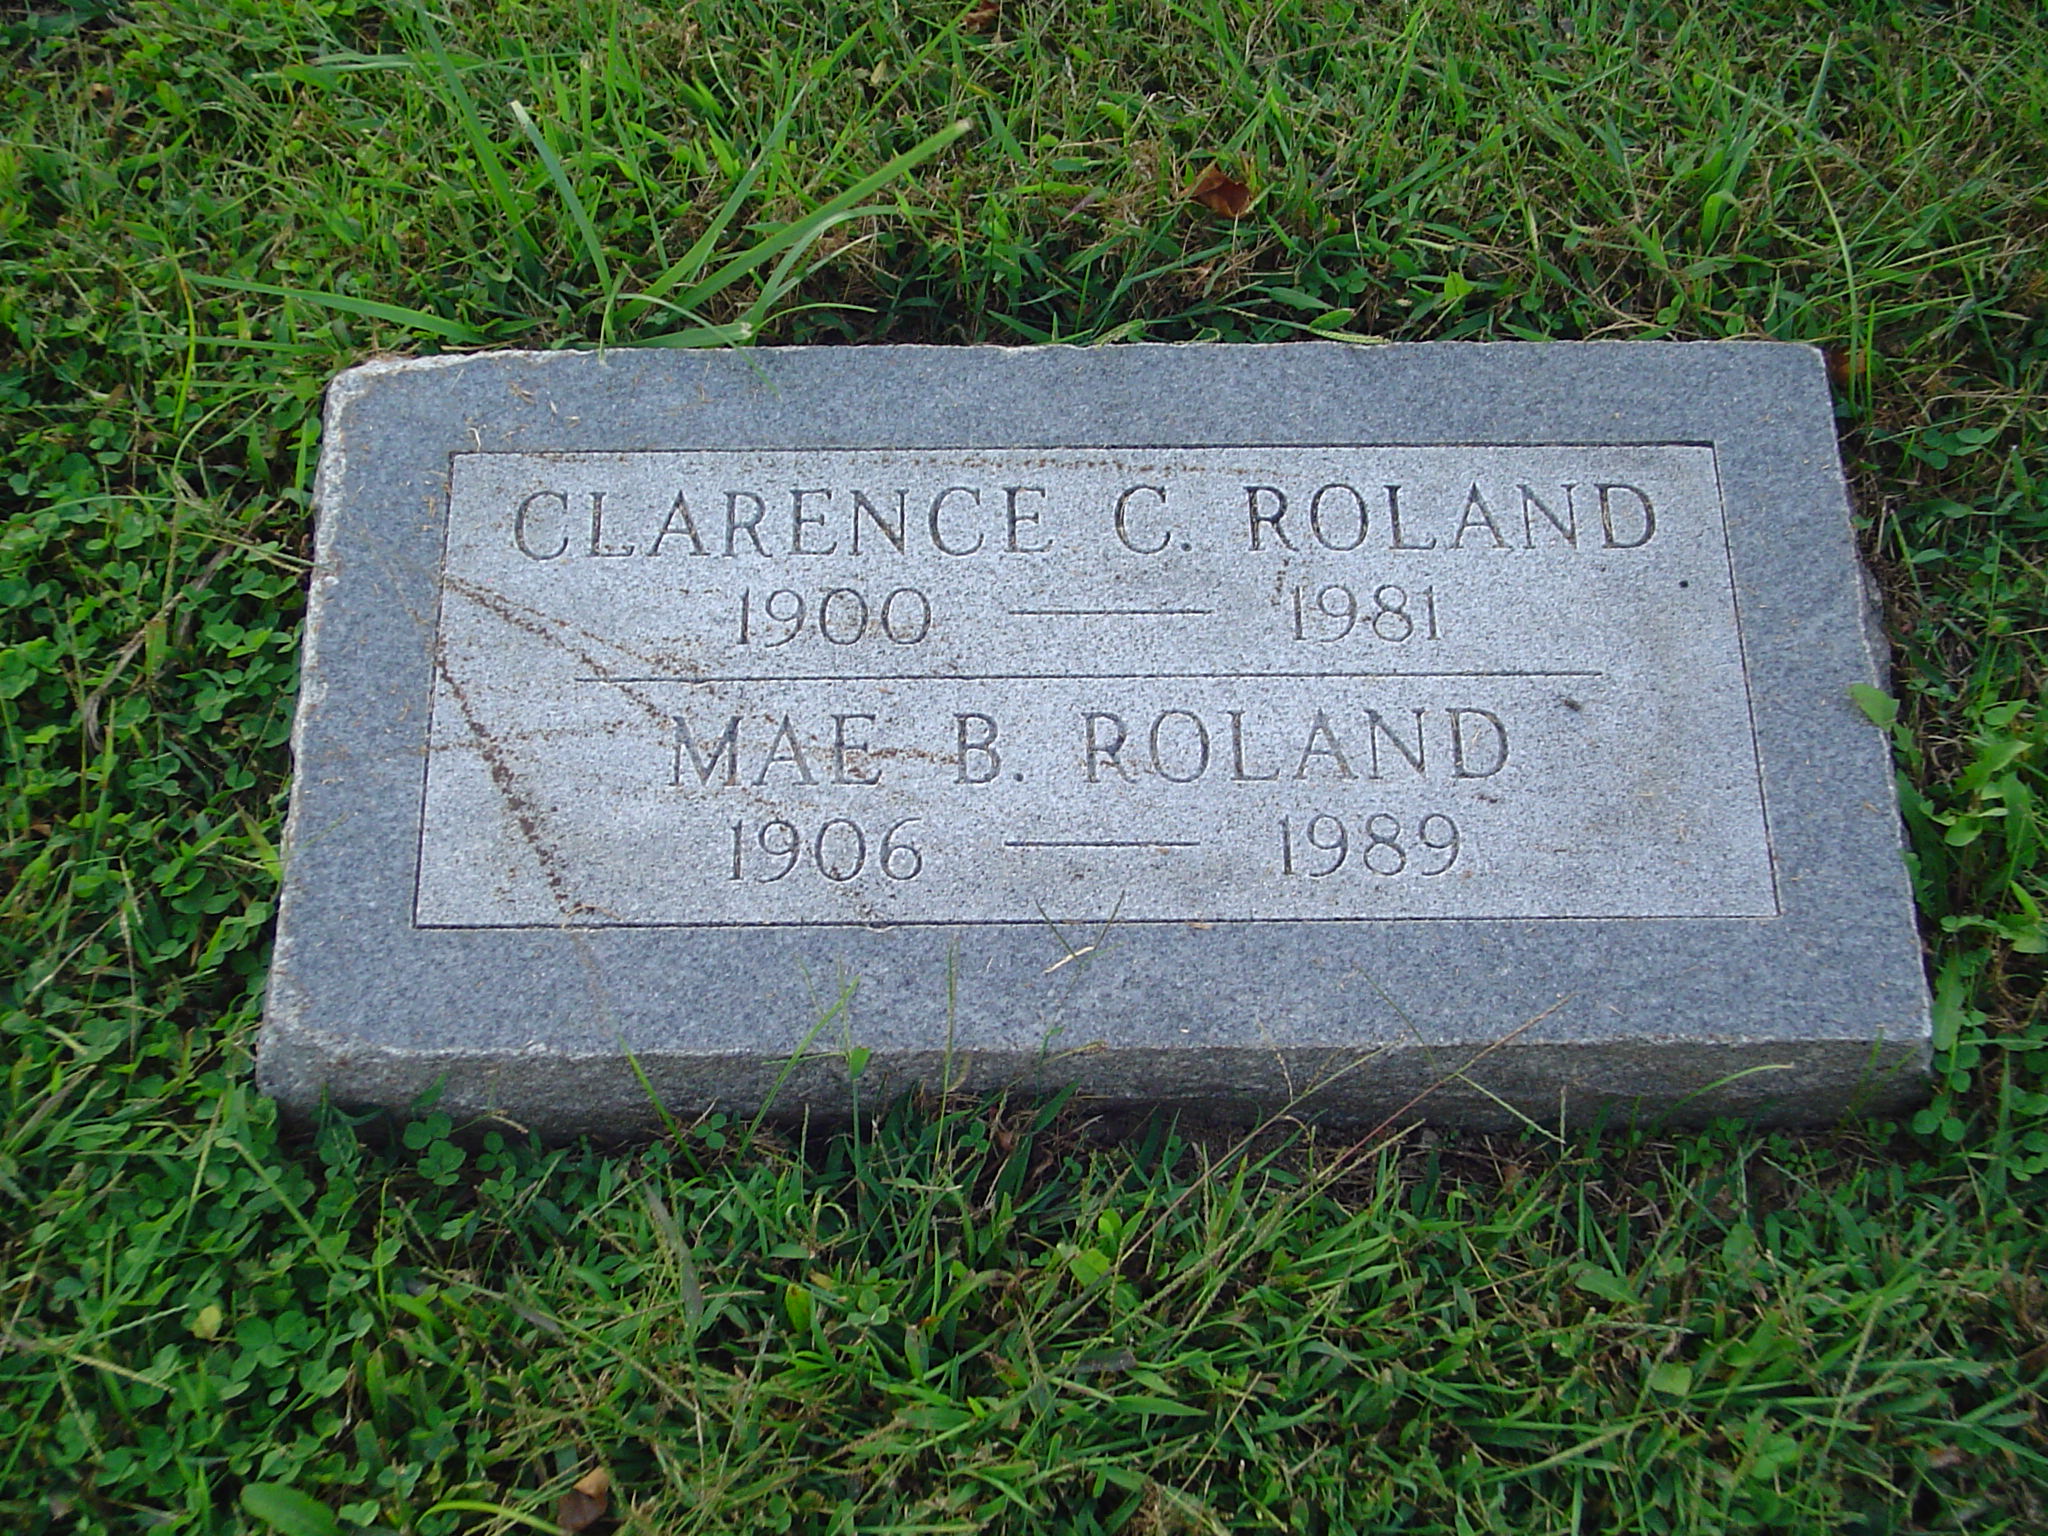 CLARENCE C. ROLAND
1900 — 1981
MAE B. ROLAND
1906 — 1989